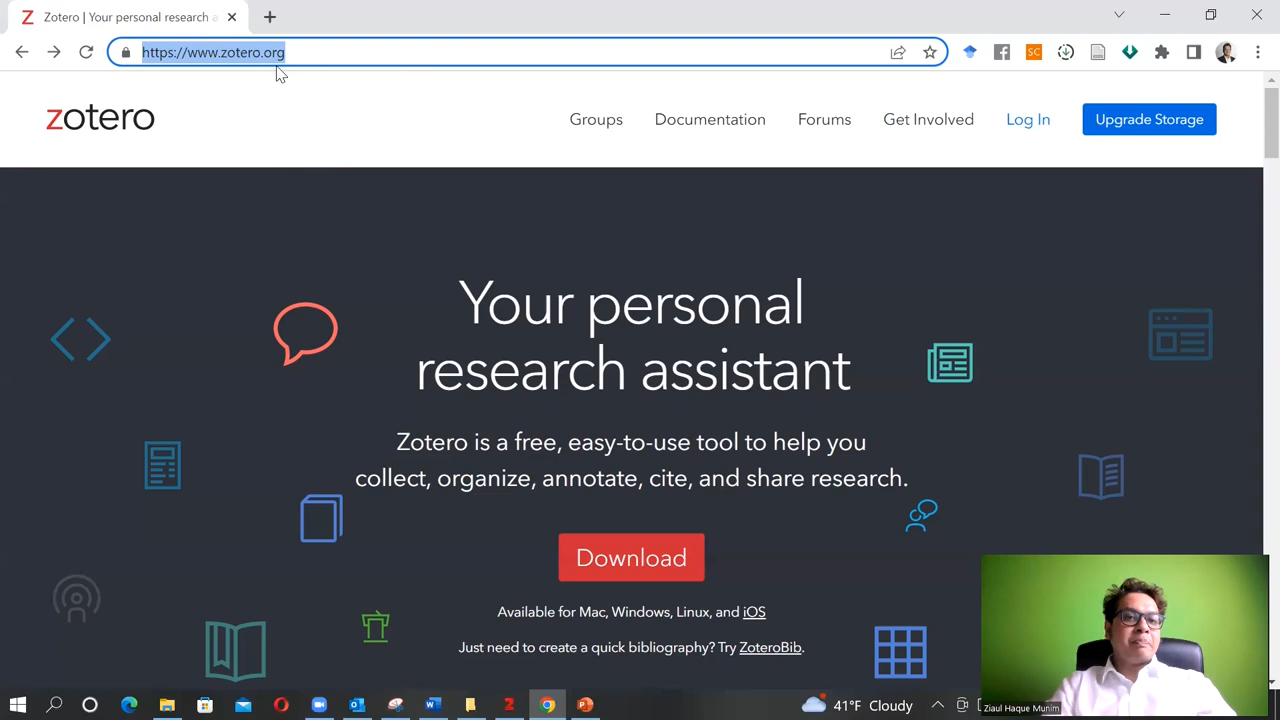 Zotero | Your personal research a
https://www.zotero.org
SC
zotero
Groups
Documentation
Forums
Get Involved
Log In
Upgrade Storage
Your personal
research assistant
Zotero is a free, easy-to-use tool to help you
collect, organize, annotate, cite, and share research.
Download
Available for Mac, Windows, Linux, and iOS
Just need to create a quick bibliography? Try ZoteroBib.
Ziaul Haque Munim
41°F Cloudy